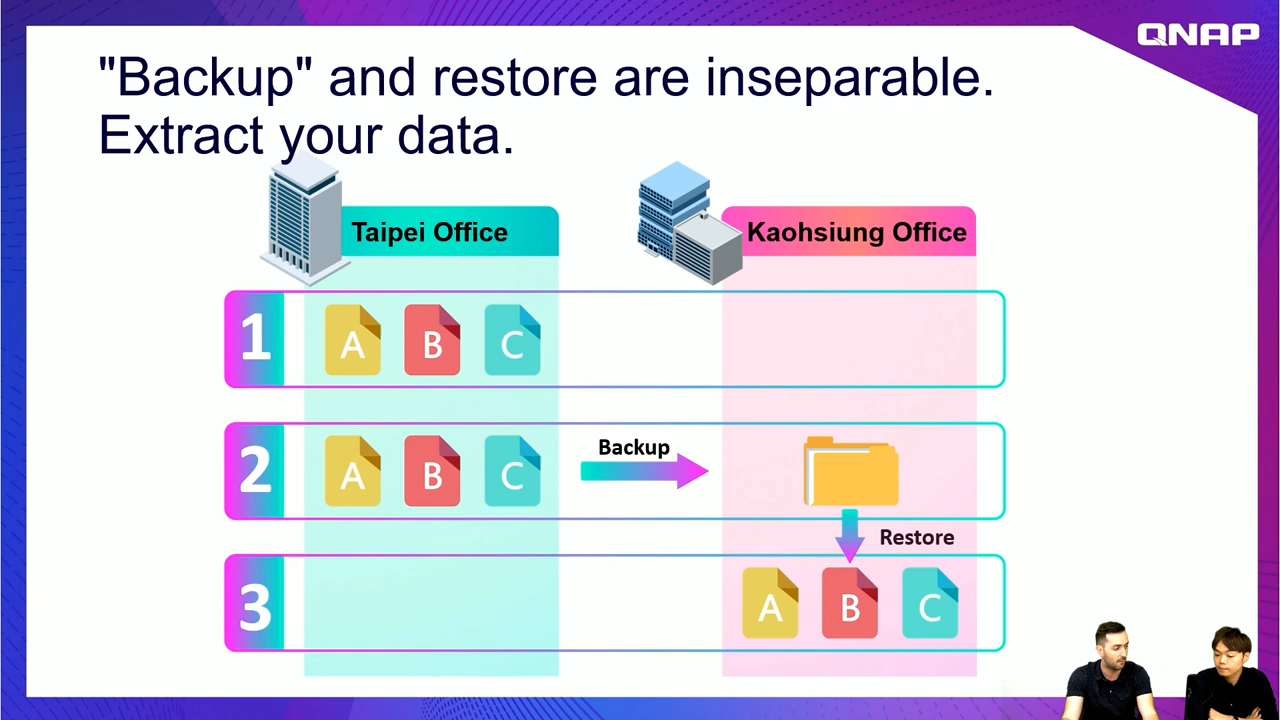 QNAP
"Backup" and restore are inseparable.
Extract your data.
Taipei Office
Kaohsiung Office
1
A B C
2
A B C
Backup
Restore
3
A B C